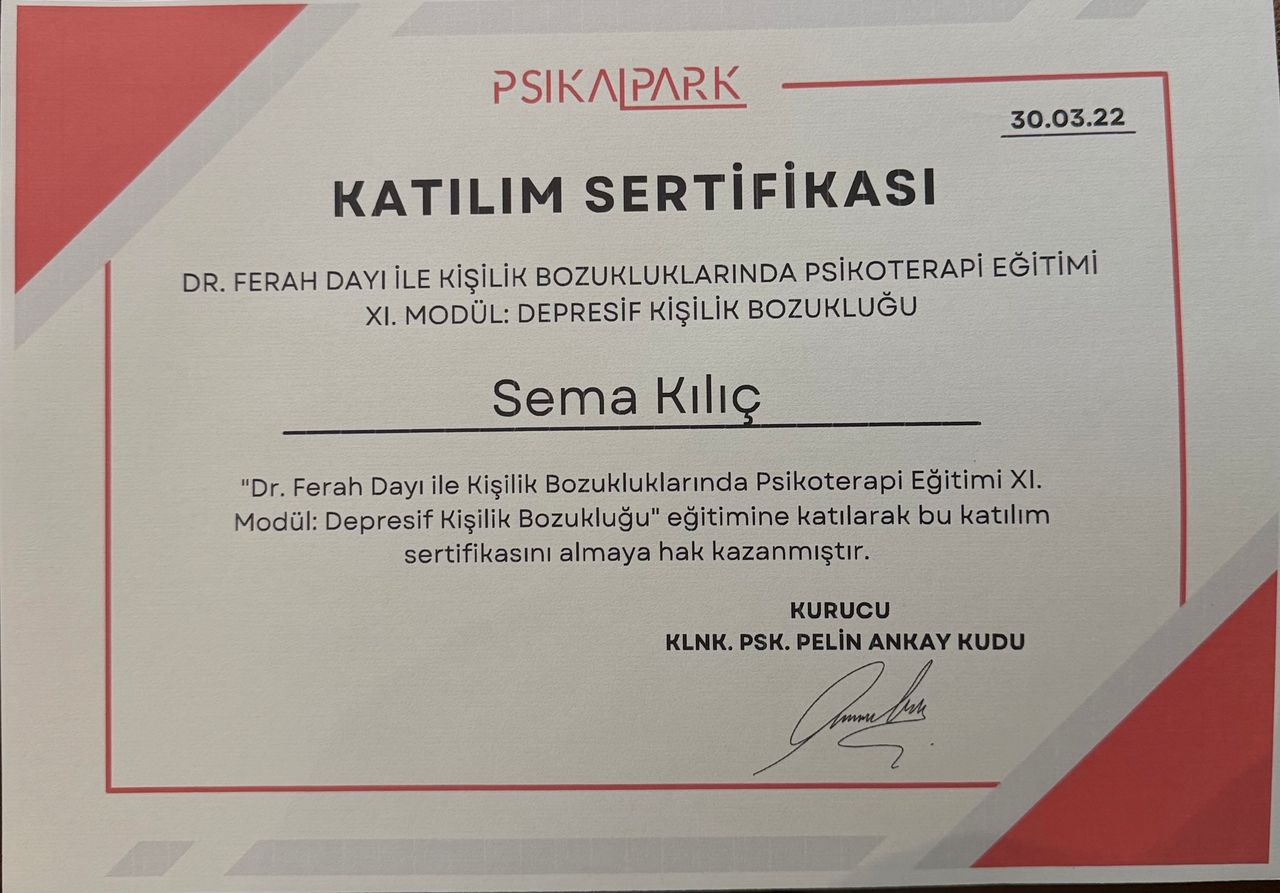 PSIKALPARK
30.03.22
KATILIM SERTİFİKASI
DR. FERAH DAYI İLE KİŞİLİK BOZUKLUKLARINDA PSİKOTERAPİ EĞİTİMİ
XI. MODÜL: DEPRESİF KİŞİLİK BOZUKLUĞU
Sema Kılıç
"Dr. Ferah Dayı ile Kişilik Bozukluklarında Psikoterapi Eğitimi XI.
Modül: Depresif Kişilik Bozukluğu" eğitimine katılarak bu katılım
sertifikasını almaya hak kazanmıştır.
KURUCU
KLNK. PSK. PELİN ANKAY KUDU